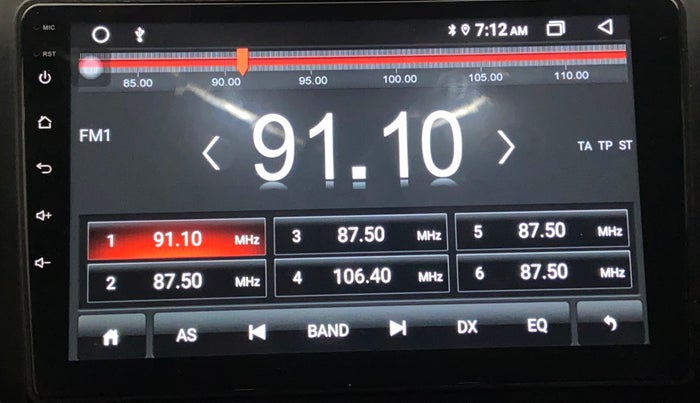 MIC
RST
7:12 AM
85.00 90.00 95.00 100.00 105.00 110.00
FM1
91.10
TA TP ST
1 91.10 MHz
3 87.50 MHz
5 87.50 MHz
2 87.50 MHz
4 106.40 MHz
6 87.50 MHz
AS BAND DX EQ